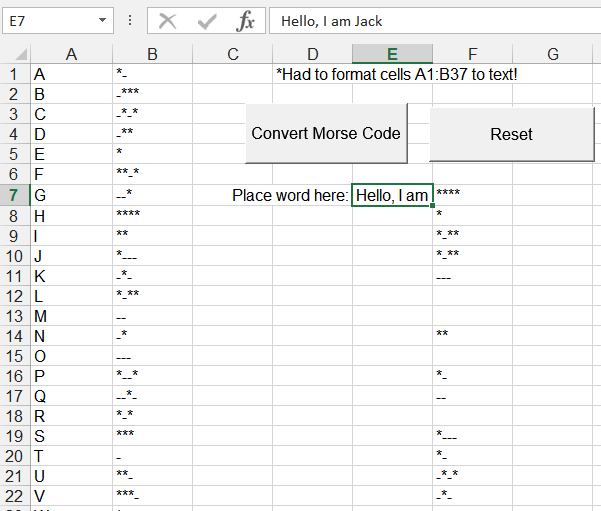 E7 fx Hello, I am Jack
A B C D E F G
1 A *- *Had to format cells A1:B37 to text!
2 B -***
3 C -*-*
Convert Morse Code Reset
4 D -**
5 E *
6 F **-*
7 G --* Place word here: Hello, I am ****
8 H **** *
9 I ** *-**
10 J *--- *-**
11 K -*- ---
12 L *-**
13 M --
14 N -* **
15 O ---
16 P *--* *-
17 Q --*- --
18 R *-*
19 S *** *---
20 T - *-
21 U **- -*-*
22 V ***- -*-